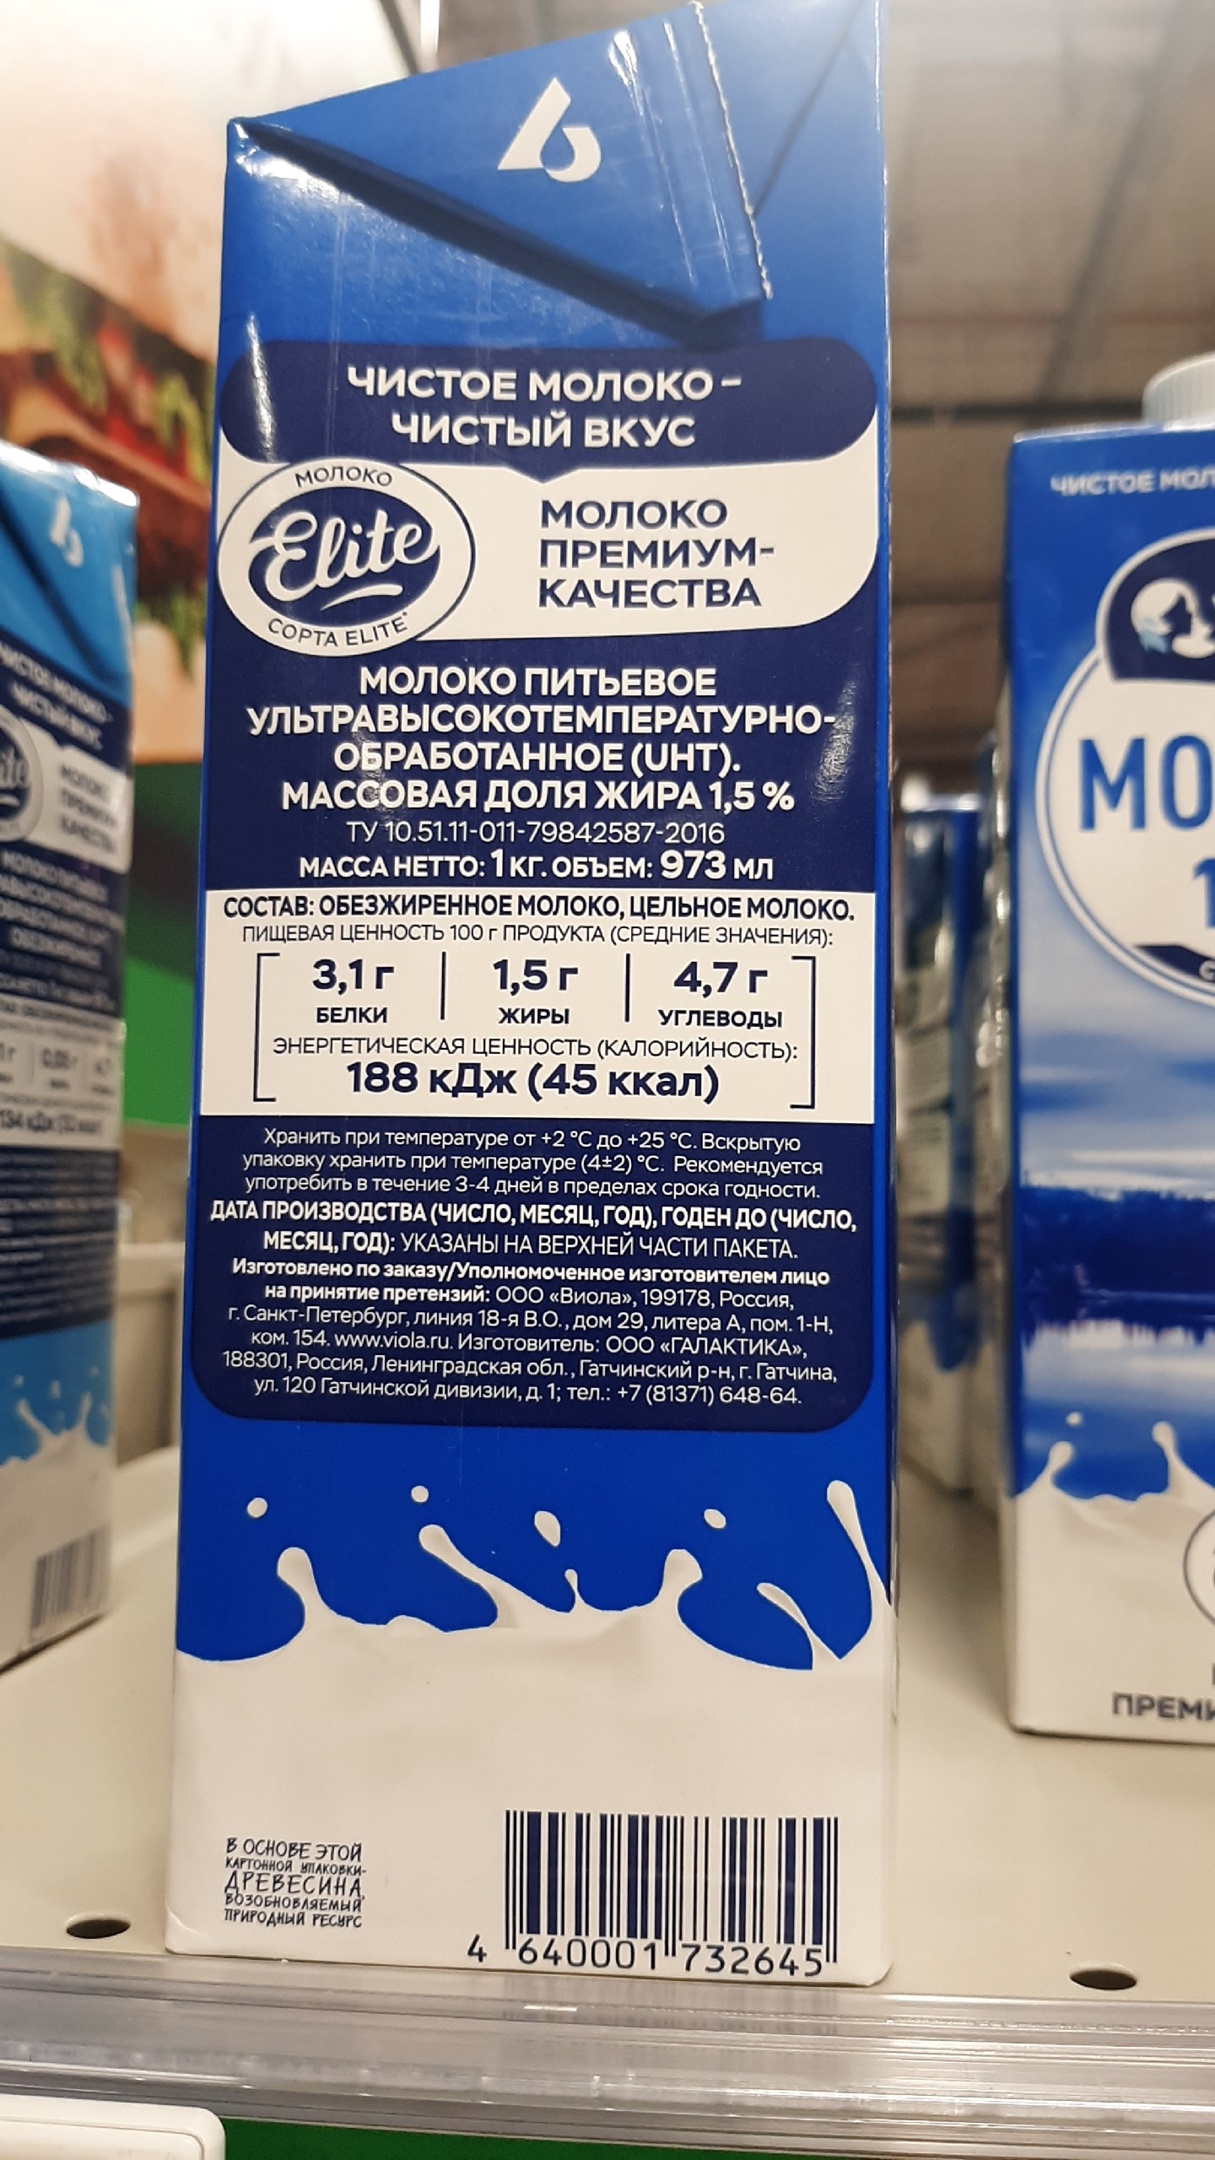 ЧИСТОЕ МОЛОКО –
ЧИСТЫЙ ВКУС
МОЛОКО
Elite
СОРТА ELITE*
МОЛОКО
ПРЕМИУМ-
КАЧЕСТВА
МОЛОКО ПИТЬЕВОЕ
УЛЬТРАВЫСОКОТЕМПЕРАТУРНО-
ОБРАБОТАННОЕ (UHT).
МАССОВАЯ ДОЛЯ ЖИРА 1,5 %
ТУ 10.51.11-011-79842587-2016
МАССА НЕТТО: 1 КГ. ОБЪЕМ: 973 МЛ
СОСТАВ: ОБЕЗЖИРЕННОЕ МОЛОКО, ЦЕЛЬНОЕ МОЛОКО.
ПИЩЕВАЯ ЦЕННОСТЬ 100 г ПРОДУКТА (СРЕДНИЕ ЗНАЧЕНИЯ):
3,1 г 1,5 г 4,7 г
БЕЛКИ ЖИРЫ УГЛЕВОДЫ
ЭНЕРГЕТИЧЕСКАЯ ЦЕННОСТЬ (КАЛОРИЙНОСТЬ):
188 кДж (45 ккал)
Хранить при температуре от +2 °C до +25 °C. Вскрытую
упаковку хранить при температуре (4±2) °C. Рекомендуется
употребить в течение 3-4 дней в пределах срока годности.
ДАТА ПРОИЗВОДСТВА (ЧИСЛО, МЕСЯЦ, ГОД), ГОДЕН ДО (ЧИСЛО,
МЕСЯЦ, ГОД): УКАЗАНЫ НА ВЕРХНЕЙ ЧАСТИ ПАКЕТА.
Изготовлено по заказу/Уполномоченное изготовителем лицо
на принятие претензий: ООО «Виола», 199178, Россия,
г. Санкт-Петербург, линия 18-я В.О., дом 29, литера А, пом. 1-Н,
ком. 154. www.viola.ru. Изготовитель: ООО «ГАЛАКТИКА»,
188301, Россия, Ленинградская обл., Гатчинский р-н, г. Гатчина,
ул. 120 Гатчинской дивизии, д. 1; тел.: +7 (81371) 648-64.
В ОСНОВЕ ЭТОЙ
КАРТОННОЙ УПАКОВКИ-
ДРЕВЕСИНА,
ВОЗОБНОВЛЯЕМЫЙ
ПРИРОДНЫЙ РЕСУРС
4 640001 732645
ЧИСТОЕ МОЛ
МО
1
ПРЕМИ